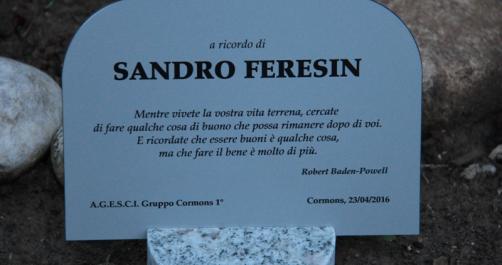 a ricordo di
SANDRO FERESIN
Mentre vivete la vostra vita terrena, cercate
di fare qualche cosa di buono che possa rimanere dopo di voi.
E ricordate che essere buoni è qualche cosa,
ma che fare il bene è molto di più.
Robert Baden-Powell
A.G.E.S.C.I. Gruppo Cormons 1° Cormons, 23/04/2016